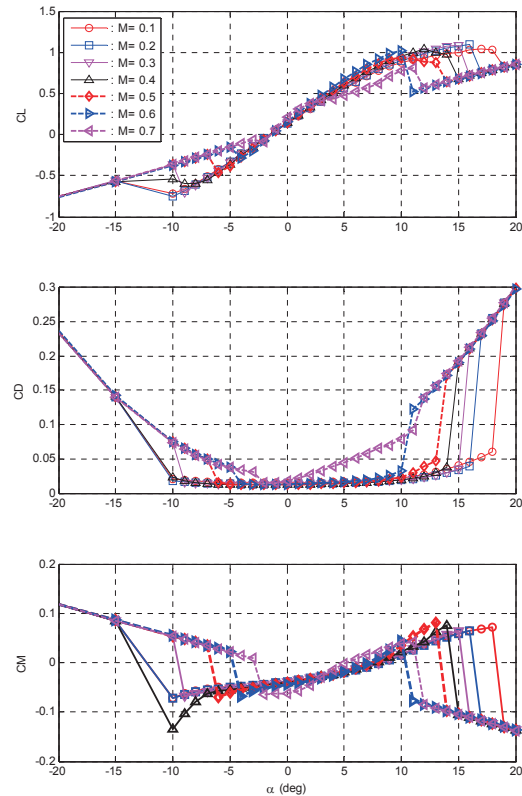 1.5
1
0.5
0
-0.5
-1
CL
: M= 0.1
: M= 0.2
: M= 0.3
: M= 0.4
: M= 0.5
: M= 0.6
: M= 0.7
-20 -15 -10 -5 0 5 10 15 20
0.3
0.25
0.2
0.15
0.1
0.05
0
CD
-20 -15 -10 -5 0 5 10 15 20
0.2
0.1
0
-0.1
-0.2
CM
-20 -15 -10 -5 0 5 10 15 20
α (deg)